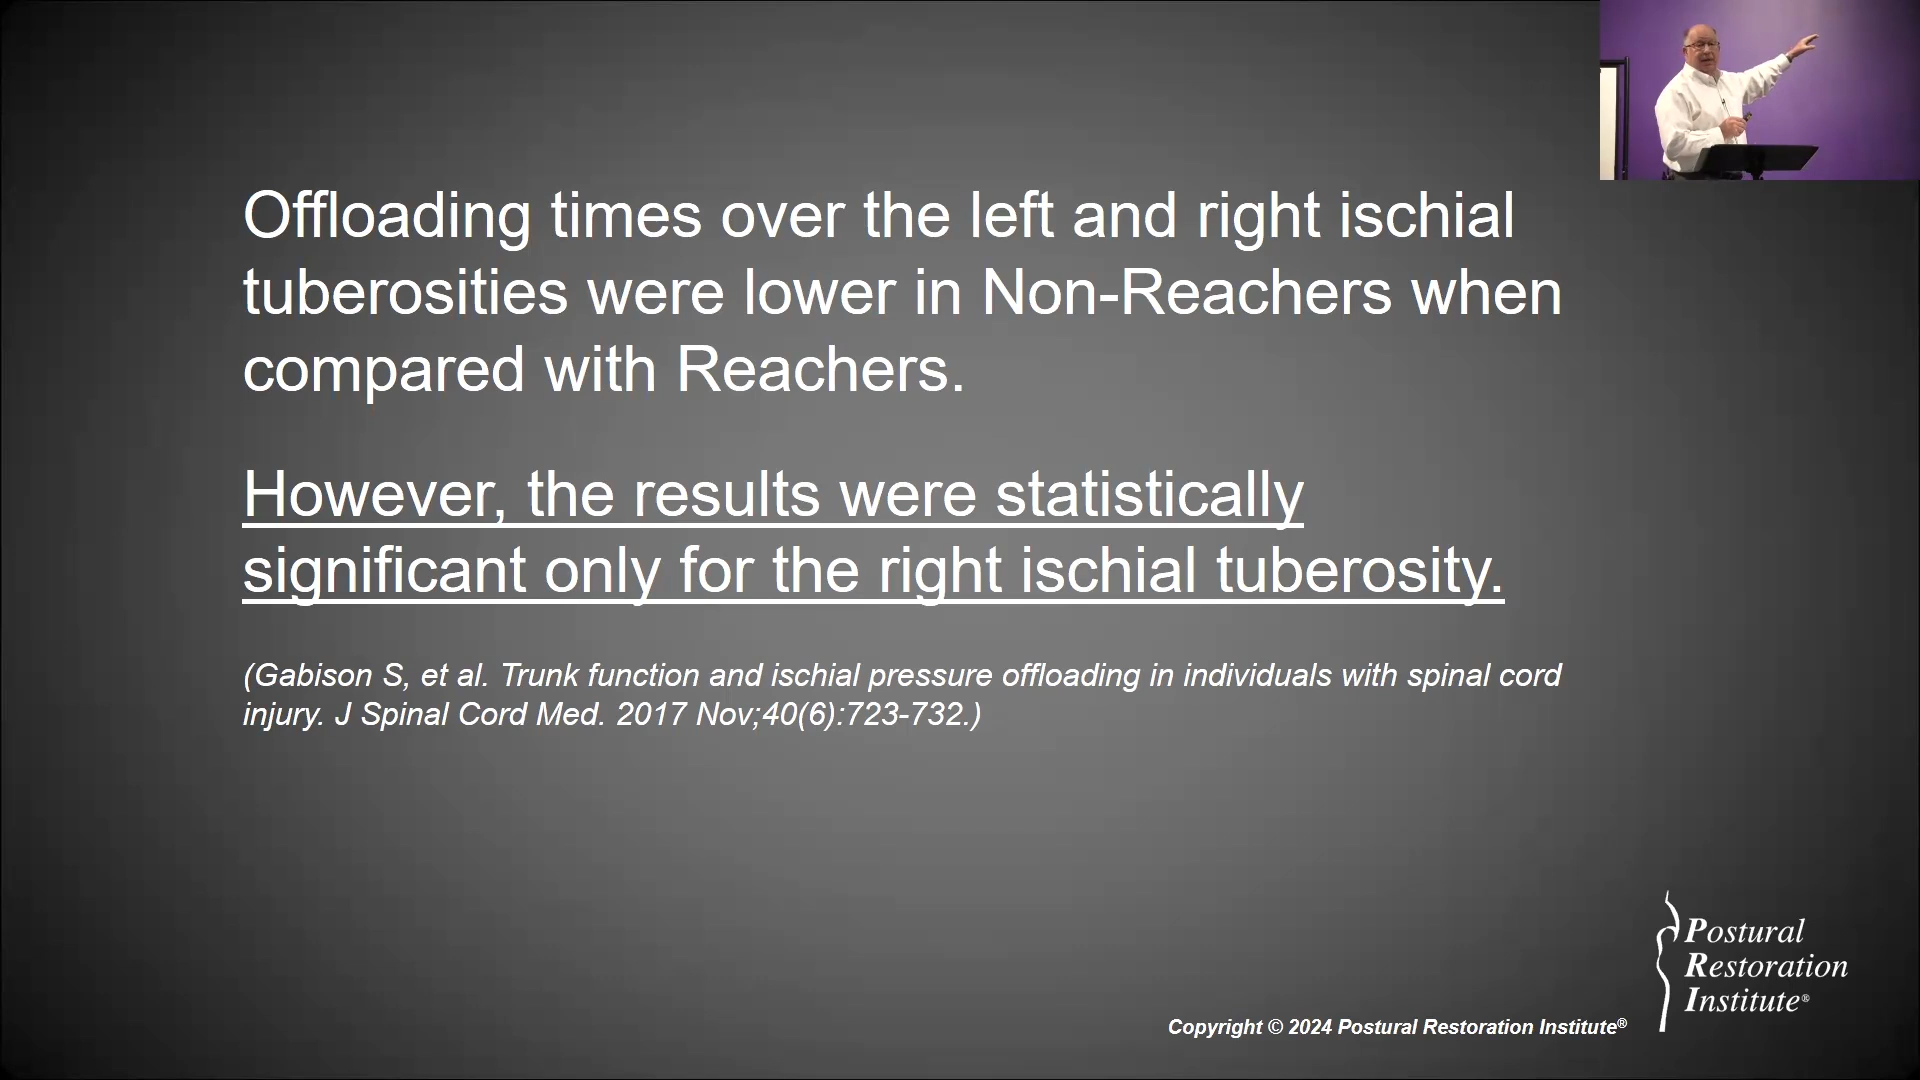 Offloading times over the left and right ischial
tuberosities were lower in Non-Reachers when
compared with Reachers.
However, the results were statistically
significant only for the right ischial tuberosity.
(Gabison S, et al. Trunk function and ischial pressure offloading in individuals with spinal cord
injury. J Spinal Cord Med. 2017 Nov;40(6):723-732.)
Postural
Restoration
Institute®
Copyright © 2024 Postural Restoration Institute®